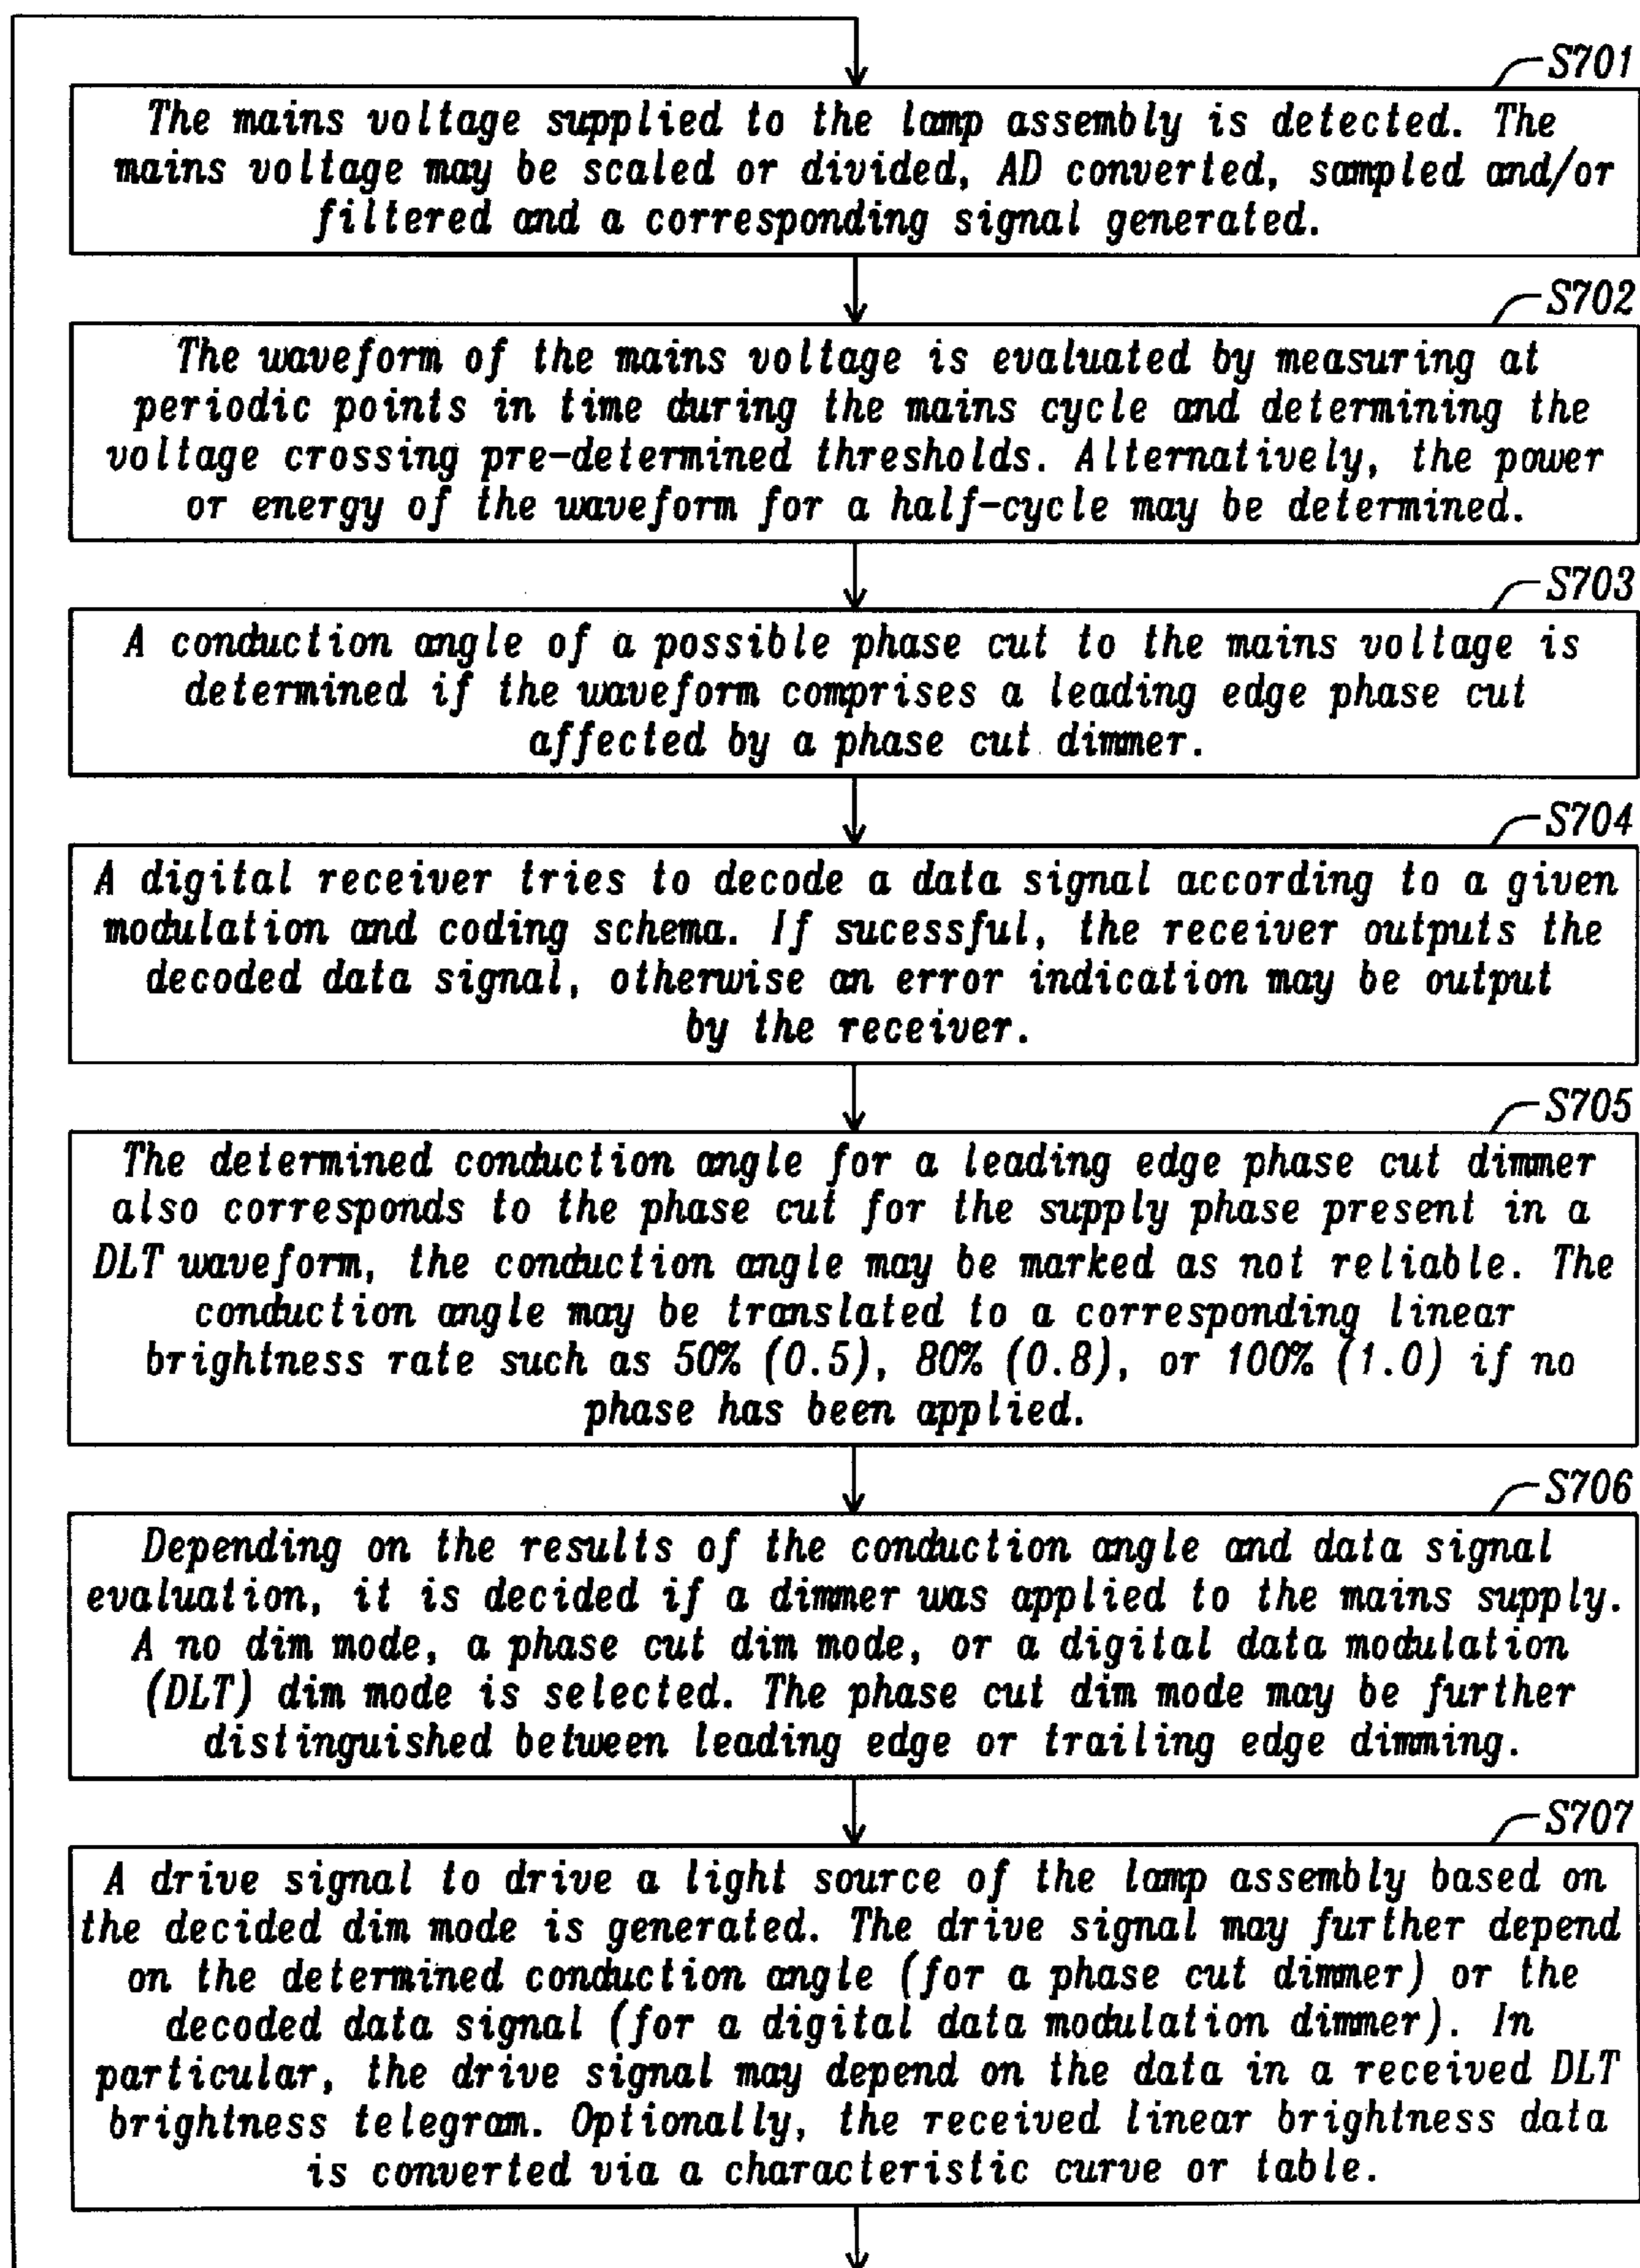 S701
The mains voltage supplied to the lamp assembly is detected. The
mains voltage may be scaled or divided, AD converted, sampled and/or
filtered and a corresponding signal generated.
S702
The waveform of the mains voltage is evaluated by measuring at
periodic points in time during the mains cycle and determining the
voltage crossing pre-determined thresholds. Alternatively, the power
or energy of the waveform for a half-cycle may be determined.
S703
A conduction angle of a possible phase cut to the mains voltage is
determined if the waveform comprises a leading edge phase cut
affected by a phase cut dimmer.
S704
A digital receiver tries to decode a data signal according to a given
modulation and coding schema. If sucessful, the receiver outputs the
decoded data signal, otherwise an error indication may be output
by the receiver.
S705
The determined conduction angle for a leading edge phase cut dimmer
also corresponds to the phase cut for the supply phase present in a
DLT waveform, the conduction angle may be marked as not reliable. The
conduction angle may be translated to a corresponding linear
brightness rate such as 50% (0.5), 80% (0.8), or 100% (1.0) if no
phase has been applied.
S706
Depending on the results of the conduction angle and data signal
evaluation, it is decided if a dimmer was applied to the mains supply.
A no dim mode, a phase cut dim mode, or a digital data modulation
(DLT) dim mode is selected. The phase cut dim mode may be further
distinguished between leading edge or trailing edge dimming.
S707
A drive signal to drive a light source of the lamp assembly based on
the decided dim mode is generated. The drive signal may further depend
on the determined conduction angle (for a phase cut dimmer) or the
decoded data signal (for a digital data modulation dimmer). In
particular, the drive signal may depend on the data in a received DLT
brightness telegram. Optionally, the received linear brightness data
is converted via a characteristic curve or table.